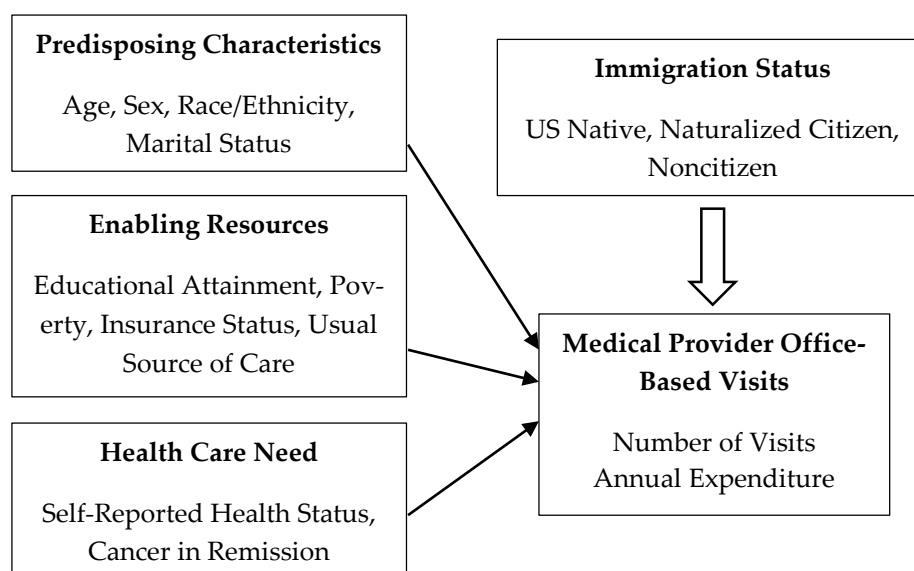 Predisposing Characteristics
Age, Sex, Race/Ethnicity,
Marital Status
Immigration Status
US Native, Naturalized Citizen,
Noncitizen
Enabling Resources
Educational Attainment, Pov-
erty, Insurance Status, Usual
Source of Care
Medical Provider Office-
Based Visits
Number of Visits
Annual Expenditure
Health Care Need
Self-Reported Health Status,
Cancer in Remission